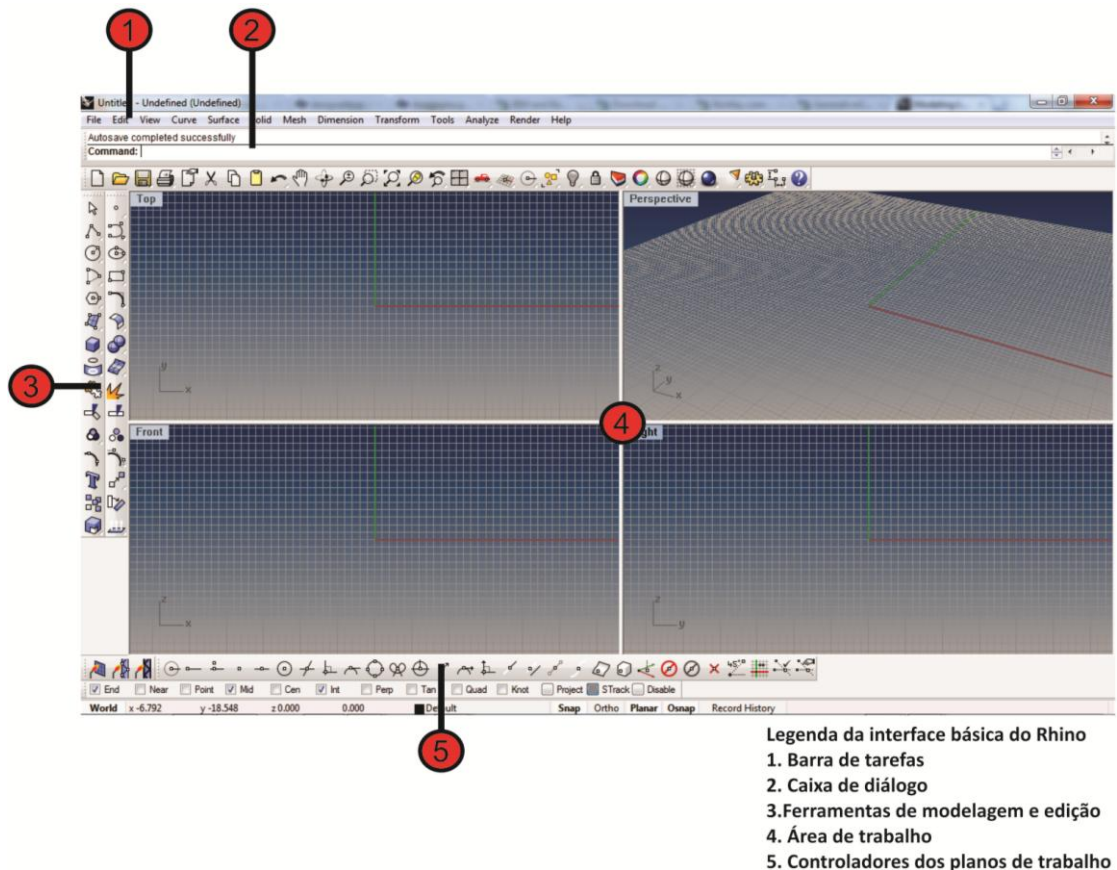 1
2
Untitled - Undefined (Undefined)
File Edit View Curve Surface Solid Mesh Dimension Transform Tools Analyze Render Help
Autosave completed successfully
Command:
Top
Perspective
y
x
z
y
x
3
4
Front
z
x
z
y
End Near Point Mid Cen Int Perp Tan Quad Knot Project STrack Disable
World x -6.792 y -18.548 z 0.000 0.000 Snap Ortho Planar Osnap Record History
5
Legenda da interface básica do Rhino
1. Barra de tarefas
2. Caixa de diálogo
3.Ferramentas de modelagem e edição
4. Área de trabalho
5. Controladores dos planos de trabalho